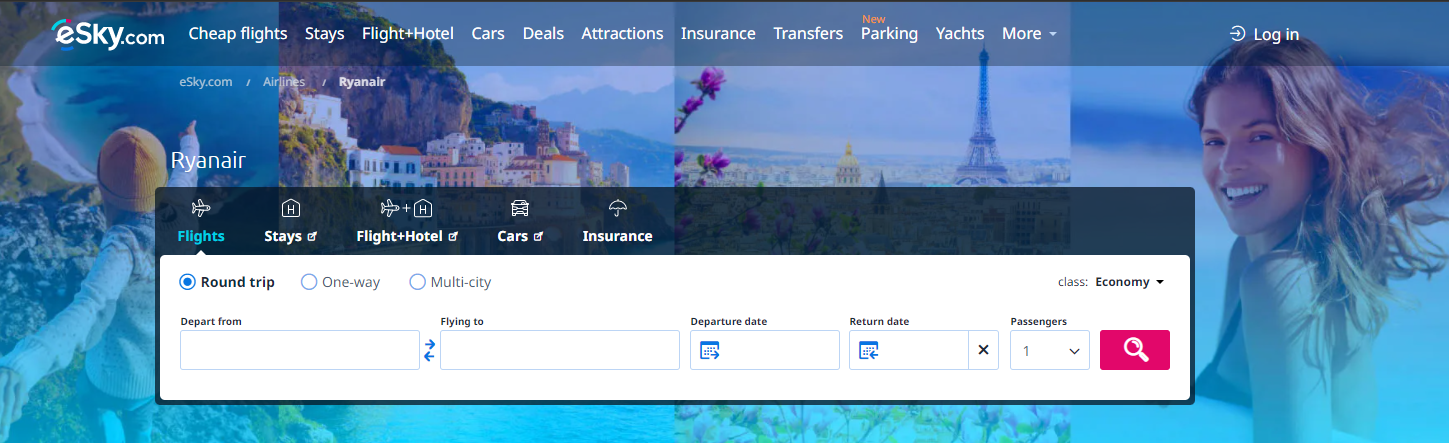 eSky.com Cheap flights Stays Flight+Hotel Cars Deals Attractions Insurance Transfers New Parking Yachts More Log in
eSky.com / Airlines / Ryanair
Ryanair
Flights Stays Flight+Hotel Cars Insurance
Round trip One-way Multi-city class: Economy
Depart from Flying to Departure date Return date Passengers
1